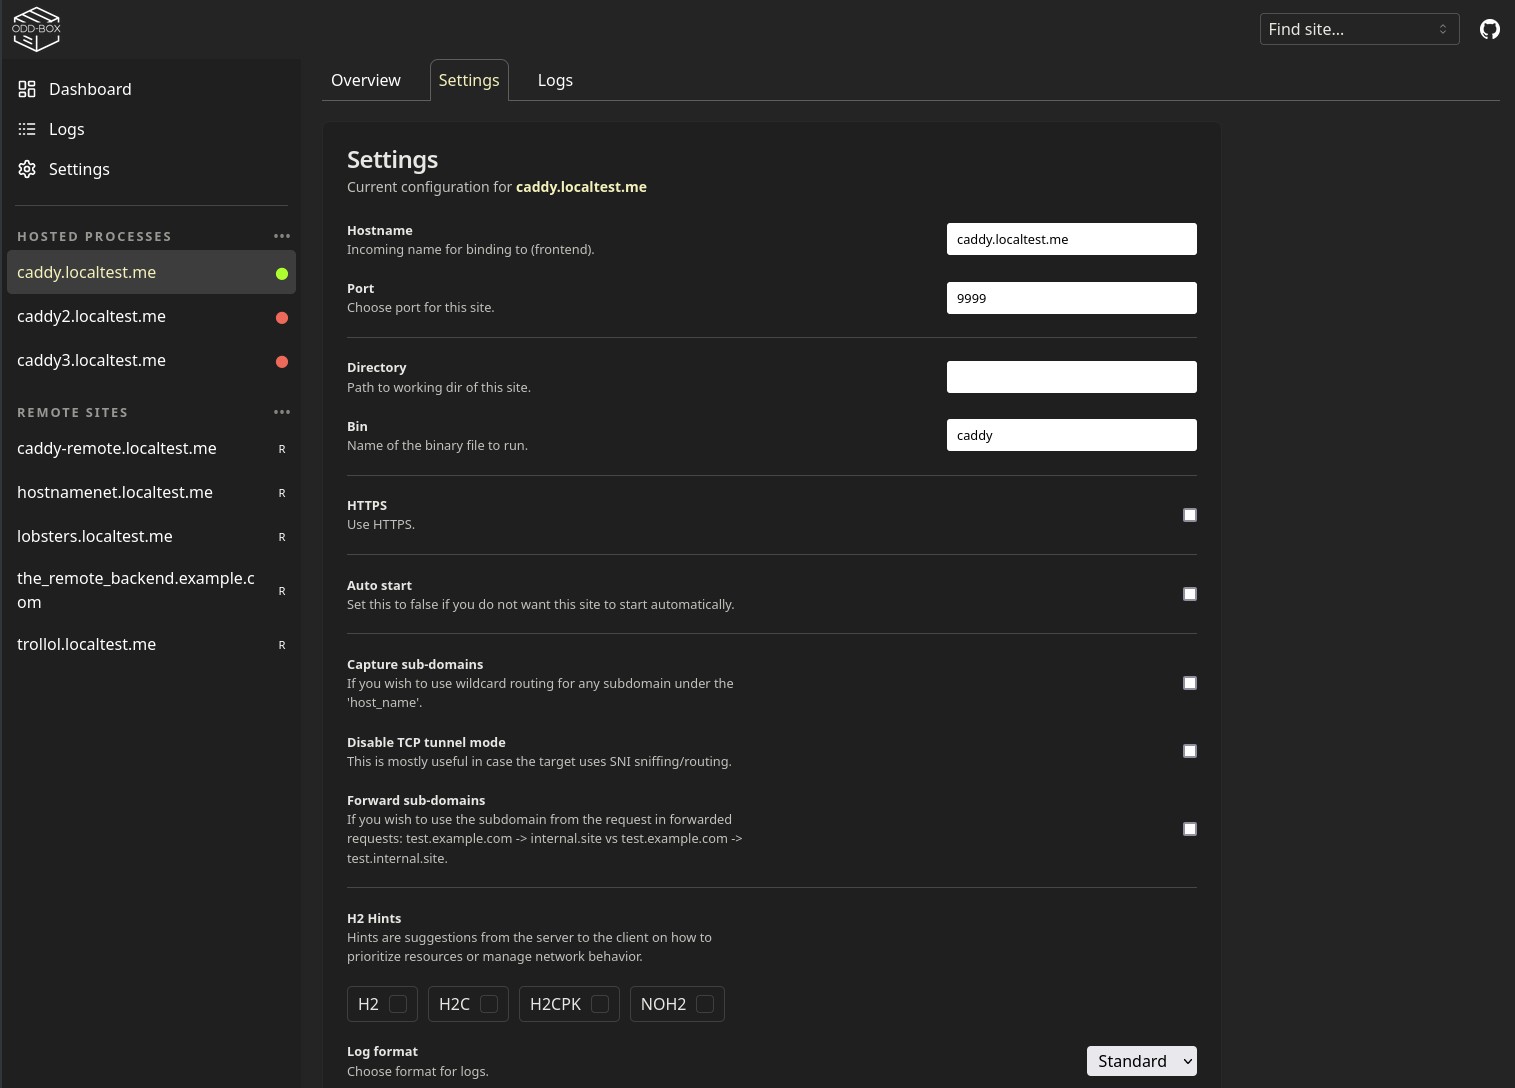 ODD-BOX
Find site...
Dashboard
Logs
Settings
HOSTED PROCESSES
caddy.localtest.me
caddy2.localtest.me
caddy3.localtest.me
REMOTE SITES
caddy-remote.localtest.me R
hostnamenet.localtest.me R
lobsters.localtest.me R
the_remote_backend.example.c
om R
trollol.localtest.me R
Overview Settings Logs
Settings
Current configuration for caddy.localtest.me
Hostname
Incoming name for binding to (frontend).
caddy.localtest.me
Port
Choose port for this site.
9999
Directory
Path to working dir of this site.
Bin
Name of the binary file to run.
caddy
HTTPS
Use HTTPS.
Auto start
Set this to false if you do not want this site to start automatically.
Capture sub-domains
If you wish to use wildcard routing for any subdomain under the
'host_name'.
Disable TCP tunnel mode
This is mostly useful in case the target uses SNI sniffing/routing.
Forward sub-domains
If you wish to use the subdomain from the request in forwarded
requests: test.example.com -> internal.site vs test.example.com ->
test.internal.site.
H2 Hints
Hints are suggestions from the server to the client on how to
prioritize resources or manage network behavior.
H2 H2C H2CPK NOH2
Log format
Choose format for logs.
Standard